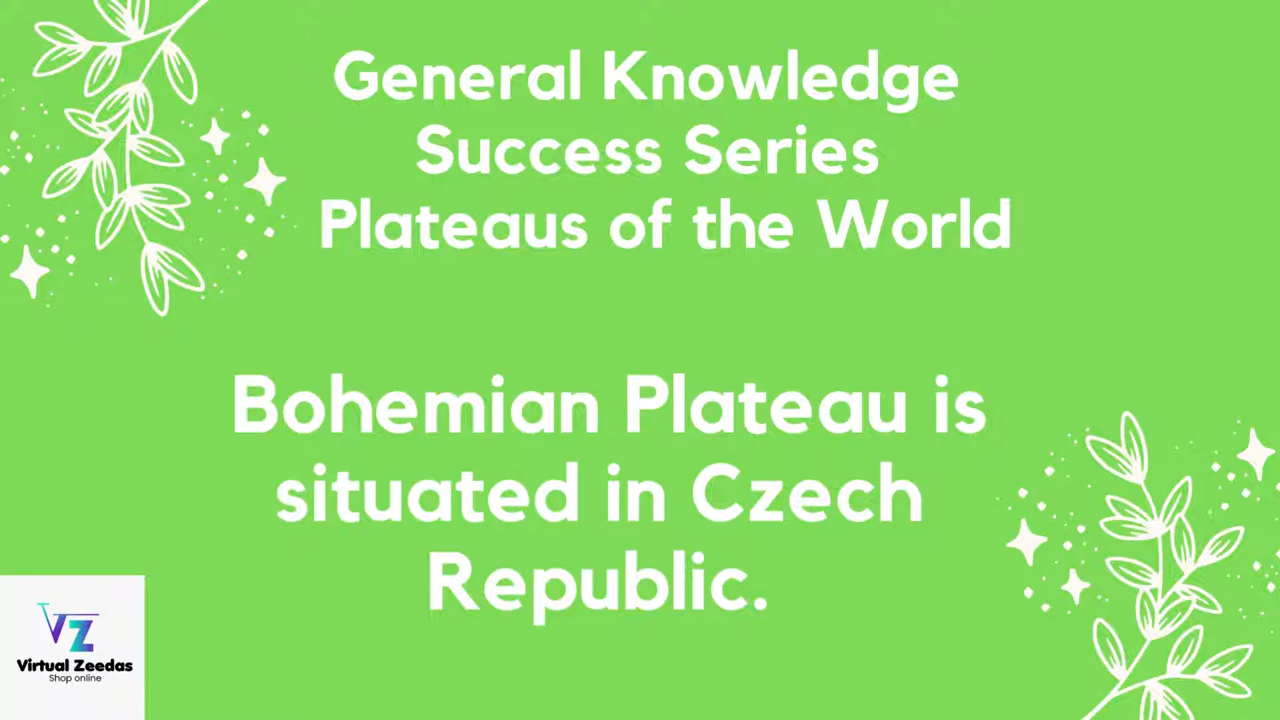 General Knowledge
Success Series
Plateaus of the World
Bohemian Plateau is
situated in Czech
Republic.
VZ
Virtual Zeedas
Shop online